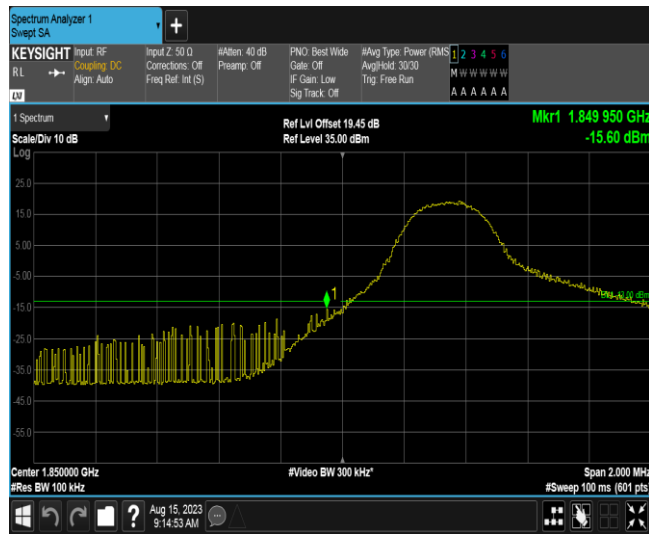 Spectrum Analyzer 1
Swept SA
KEYSIGHT
RL
LXI
Input: RF
Coupling: DC
Align: Auto
Input Z: 50 Ω
Corrections: Off
Freq Ref: Int (S)
#Atten: 40 dB
Preamp: Off
PNO: Best Wide
Gate: Off
IF Gain: Low
Sig Track: Off
#Avg Type: Power (RMS
Avg|Hold: 30/30
Trig: Free Run
1 2 3 4 5 6
M W W W W W
A A A A A A
1 Spectrum
Scale/Div 10 dB
Ref Lvl Offset 19.45 dB
Ref Level 35.00 dBm
Mkr1 1.849 950 GHz
-15.60 dBm
Log
25.0
15.0
5.00
-5.00
-15.0
-25.0
-35.0
-45.0
-55.0
1
Center 1.850000 GHz
#Res BW 100 kHz
#Video BW 300 kHz*
Span 2.000 MHz
#Sweep 100 ms (601 pts)
?
Aug 15, 2023
9:14:53 AM